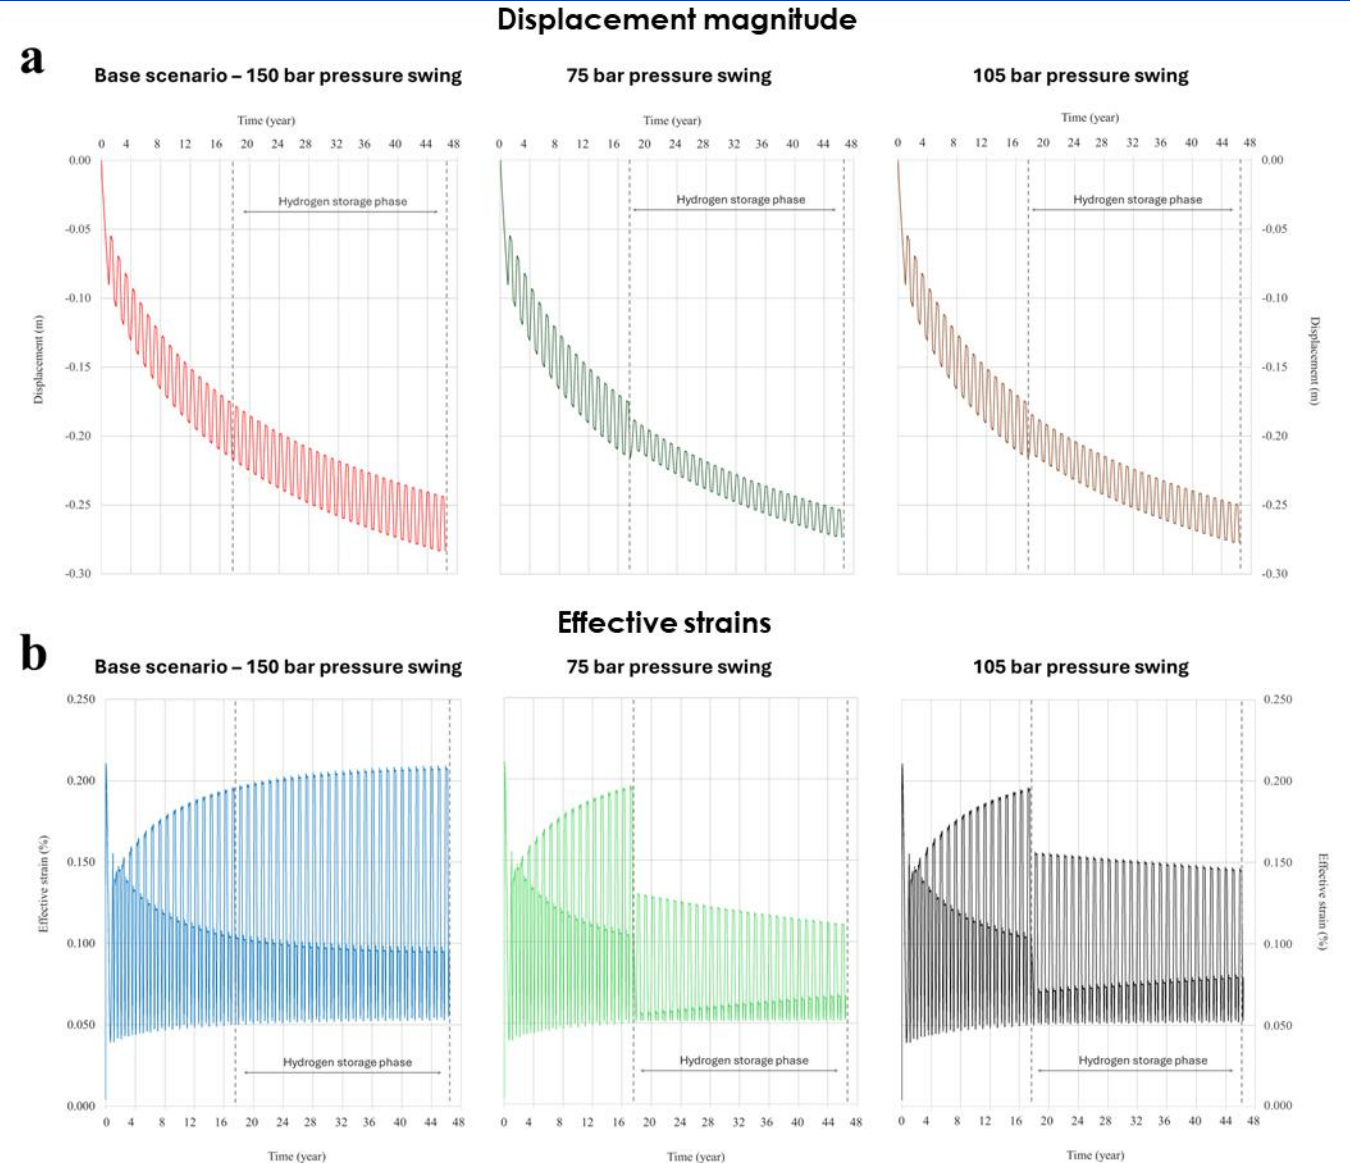 Displacement magnitude
a
Base scenario – 150 bar pressure swing
75 bar pressure swing
105 bar pressure swing
Time (year)
Time (year)
Time (year)
0 4 8 12 16 20 24 28 32 36 40 44 48
0 4 8 12 16 20 24 28 32 36 40 44 48
0 4 8 12 16 20 24 28 32 36 40 44 48
0.00
-0.05
-0.10
-0.15
-0.20
-0.25
-0.30
Displacement (m)
Hydrogen storage phase
Hydrogen storage phase
Hydrogen storage phase
0.00
-0.05
-0.10
-0.15
-0.20
-0.25
-0.30
Displacement (m)
Effective strains
b
Base scenario – 150 bar pressure swing
75 bar pressure swing
105 bar pressure swing
0.250
0.200
0.150
0.100
0.050
0.000
Effective strain (%)
Hydrogen storage phase
Hydrogen storage phase
Hydrogen storage phase
0.250
0.200
0.150
0.100
0.050
0.000
Effective strain (%)
0 4 8 12 16 20 24 28 32 36 40 44 48
0 4 8 12 16 20 24 28 32 36 40 44 48
0 4 8 12 16 20 24 28 32 36 40 44 48
Time (year)
Time (year)
Time (year)